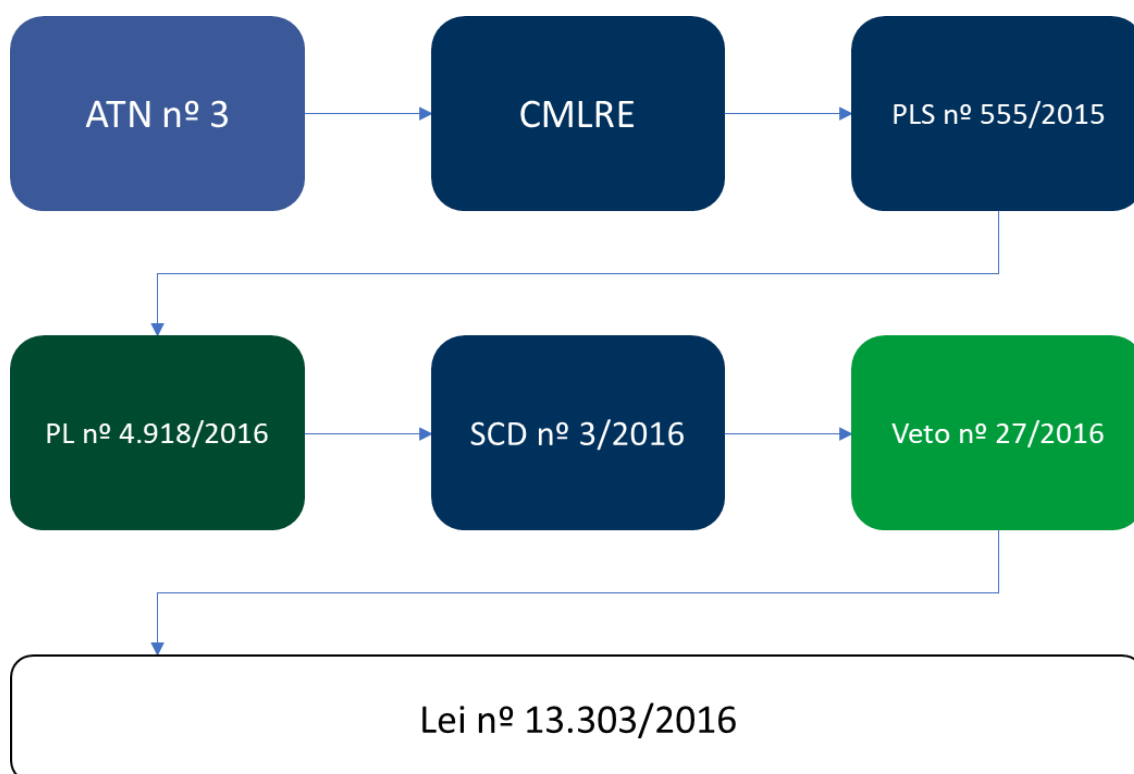 ATN nº 3
CMLRE
PLS nº 555/2015
PL nº 4.918/2016
SCD nº 3/2016
Veto nº 27/2016
Lei nº 13.303/2016